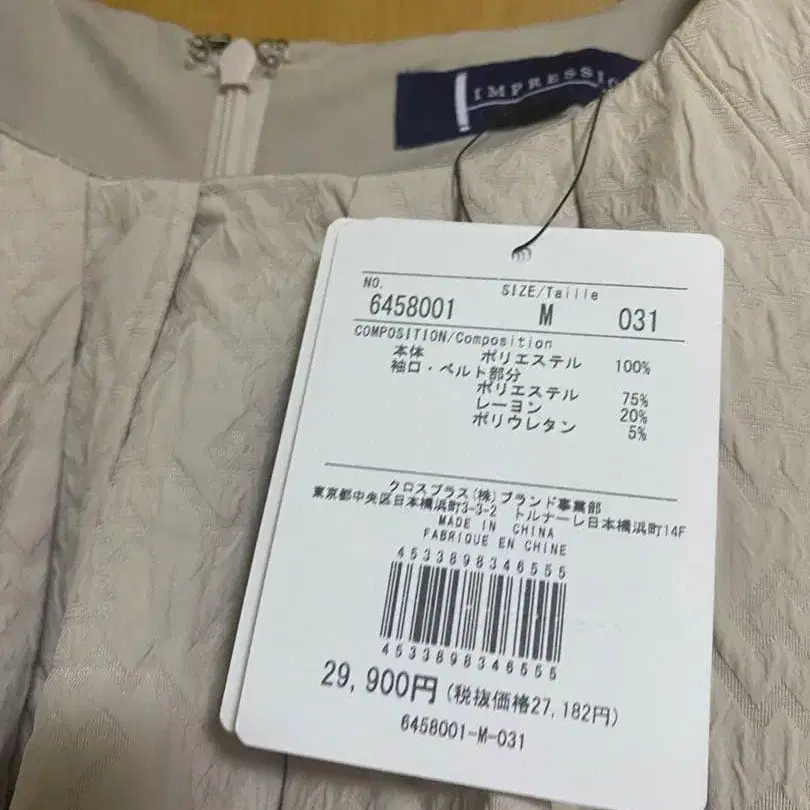 IMPRESSI
NO. SIZE/Taille
6458001 M 031
COMPOSITION/Composition
本体 ポリエステル 100%
袖口・ベルト部分
ポリエステル 75%
レーヨン 20%
ポリウレタン 5%
クロスプラス(株)ブランド事業部
東京都中央区日本橋浜町3-3-2 トルナーレ日本橋浜町14F
MADE IN CHINA
FABRIQUE EN CHINE
4533898346555
4533898346555
29,900円(税抜価格27,182円)
6458001-M-031